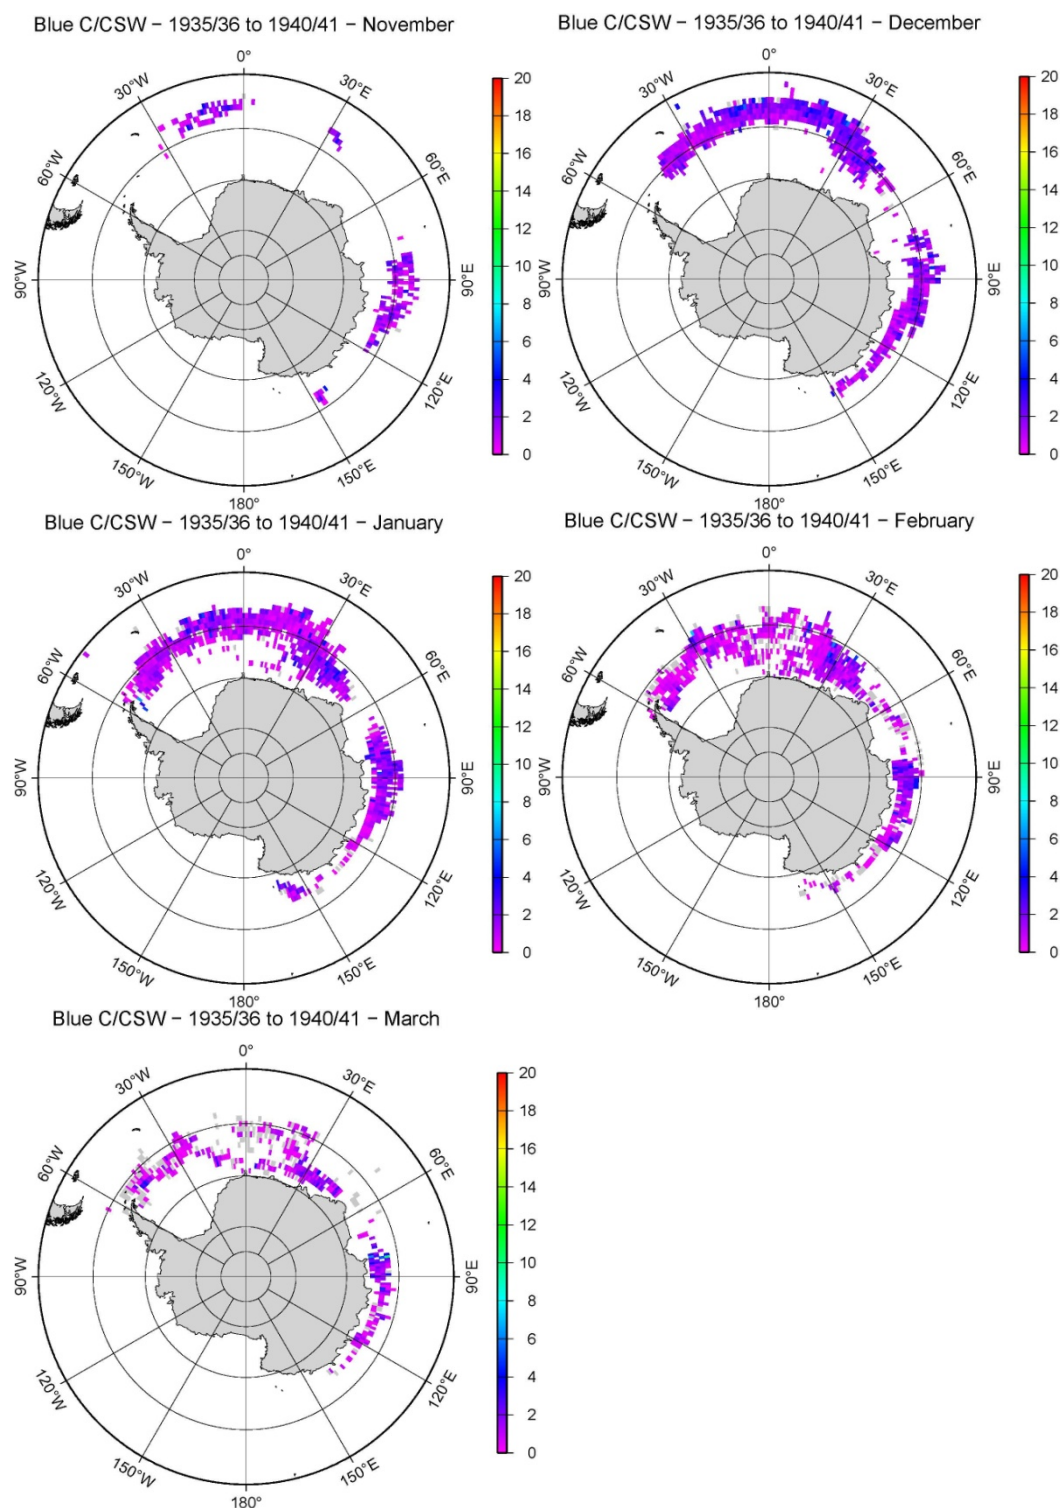 Blue C/CSW – 1935/36 to 1940/41 – November
0°
30°W
30°E
60°W
60°E
90°W
90°E
120°W
120°E
150°W
150°E
180°
20
18
16
14
12
10
8
6
4
2
0
Blue C/CSW – 1935/36 to 1940/41 – December
0°
30°W
30°E
60°W
60°E
90°W
90°E
120°W
120°E
150°W
150°E
180°
20
18
16
14
12
10
8
6
4
2
0
Blue C/CSW – 1935/36 to 1940/41 – January
0°
30°W
30°E
60°W
60°E
90°W
90°E
120°W
120°E
150°W
150°E
180°
20
18
16
14
12
10
8
6
4
2
0
Blue C/CSW – 1935/36 to 1940/41 – February
0°
30°W
30°E
60°W
60°E
90°W
90°E
120°W
120°E
150°W
150°E
180°
20
18
16
14
12
10
8
6
4
2
0
Blue C/CSW – 1935/36 to 1940/41 – March
0°
30°W
30°E
60°W
60°E
90°W
90°E
120°W
120°E
150°W
150°E
180°
20
18
16
14
12
10
8
6
4
2
0